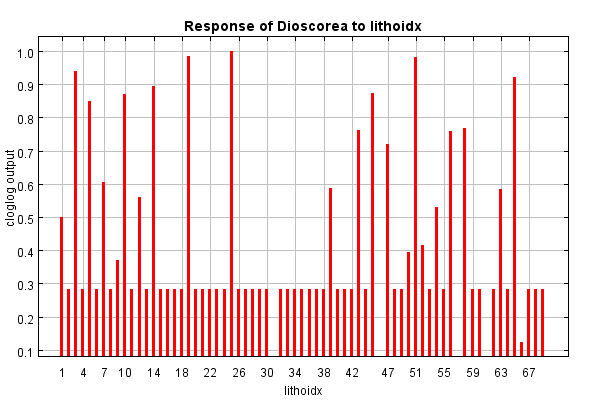 Response of Dioscorea to lithoidx
1.0
0.9
0.8
0.7
0.6
0.5
0.4
0.3
0.2
0.1
cloglog output
1 4 7 10 14 18 22 26 30 34 38 42 47 51 55 59 63 67
lithoidx